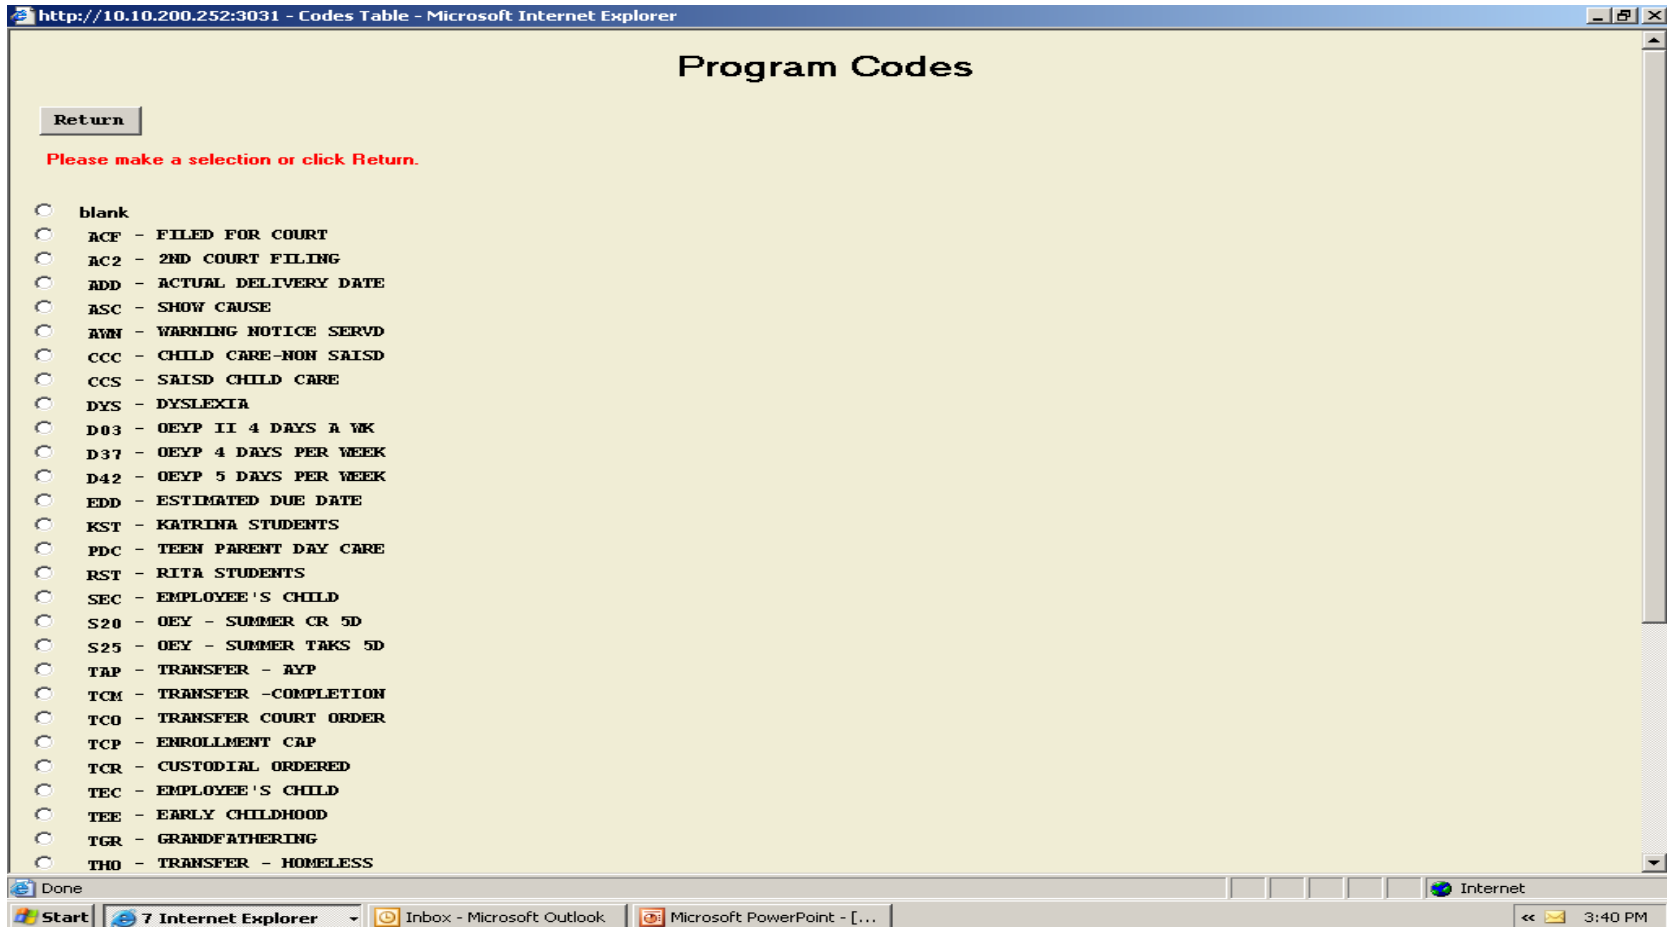 http://10.10.200.252:3031 - Codes Table - Microsoft Internet Explorer
Program Codes
Return
Please make a selection or click Return.
blank
ACF - FILED FOR COURT
AC2 - 2ND COURT FILING
ADD - ACTUAL DELIVERY DATE
ASC - SHOW CAUSE
AWN - WARNING NOTICE SERVD
CCC - CHILD CARE-NON SAISD
CCS - SAISD CHILD CARE
DYS - DYSLEXIA
D03 - OEYP II 4 DAYS A WK
D37 - OEYP 4 DAYS PER WEEK
D42 - OEYP 5 DAYS PER WEEK
EDD - ESTIMATED DUE DATE
KST - KATRINA STUDENTS
PDC - TEEN PARENT DAY CARE
RST - RITA STUDENTS
SEC - EMPLOYEE'S CHILD
S20 - OEY - SUMMER CR 5D
S25 - OEY - SUMMER TAKS 5D
TAP - TRANSFER - AYP
TCM - TRANSFER -COMPLETION
TCO - TRANSFER COURT ORDER
TCP - ENROLLMENT CAP
TCR - CUSTODIAL ORDERED
TEC - EMPLOYEE'S CHILD
TEE - EARLY CHILDHOOD
TGR - GRANDFATHERING
THO - TRANSFER - HOMELESS
Done
Internet
Start
7 Internet Explorer
Inbox - Microsoft Outlook
Microsoft PowerPoint - [...
3:40 PM